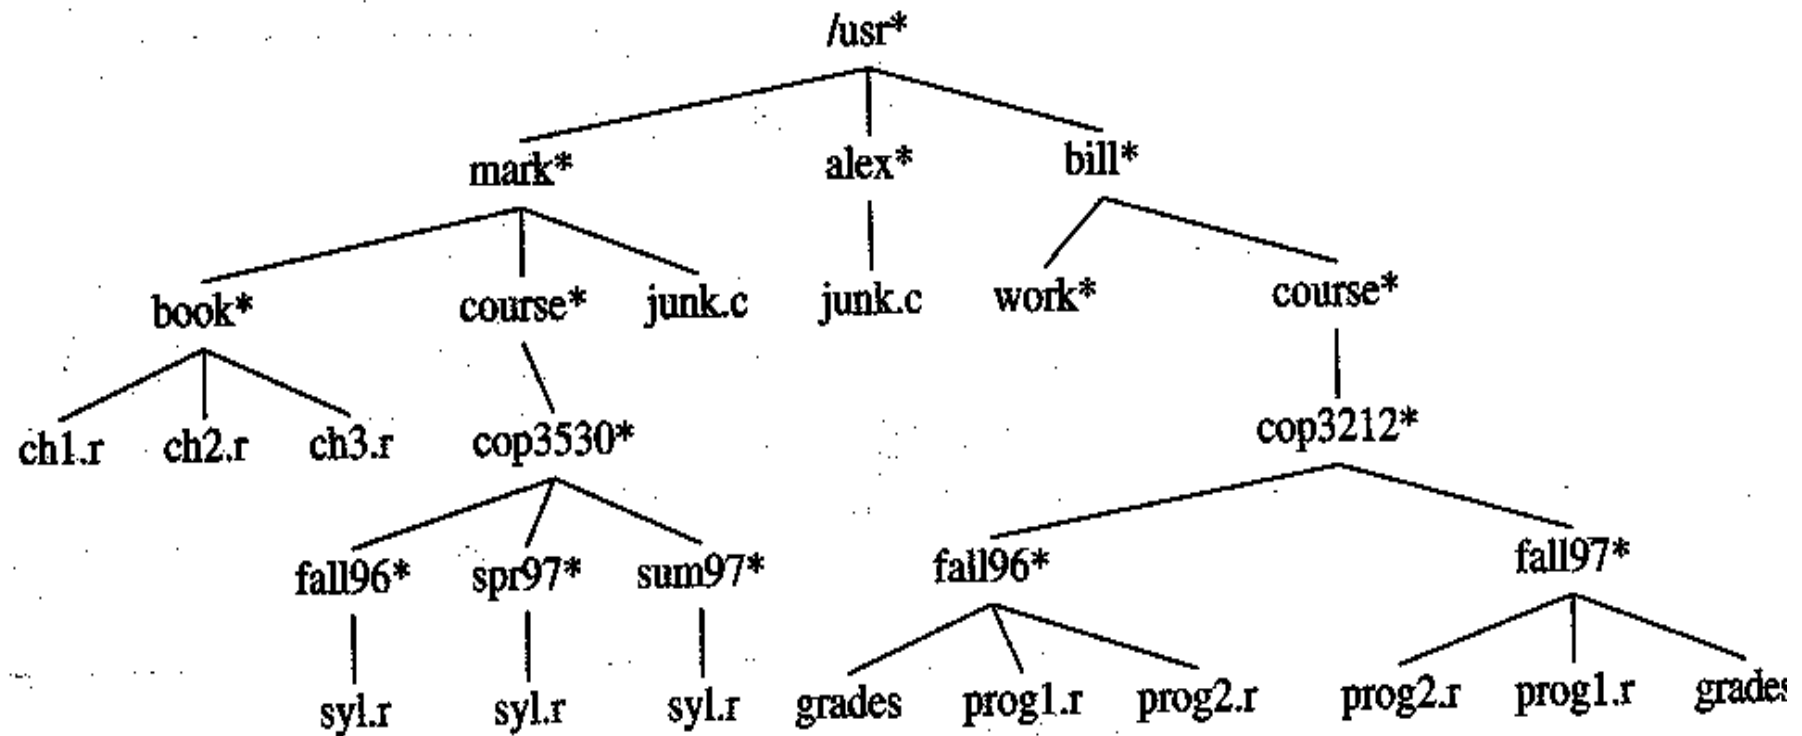 /usr*
mark* alex* bill*
book* course* junk.c junk.c work* course*
ch1.r ch2.r ch3.r cop3530* cop3212*
fall96* spr97* sum97* fall96* fall97*
syl.r syl.r syl.r grades prog1.r prog2.r prog2.r prog1.r grades